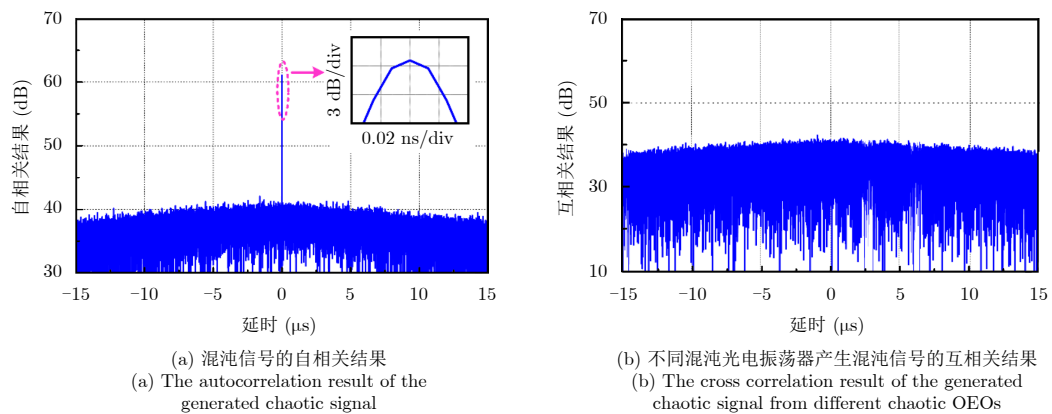 70
60
50
40
30
自相关结果 (dB)
3 dB/div
0.02 ns/div
−15
−10
−5
0
5
10
15
延时 (μs)
(a) 混沌信号的自相关结果
(a) The autocorrelation result of the
generated chaotic signal
70
50
30
10
互相关结果 (dB)
−15
−10
−5
0
5
10
15
延时 (μs)
(b) 不同混沌光电振荡器产生混沌信号的互相关结果
(b) The cross correlation result of the generated
chaotic signal from different chaotic OEOs